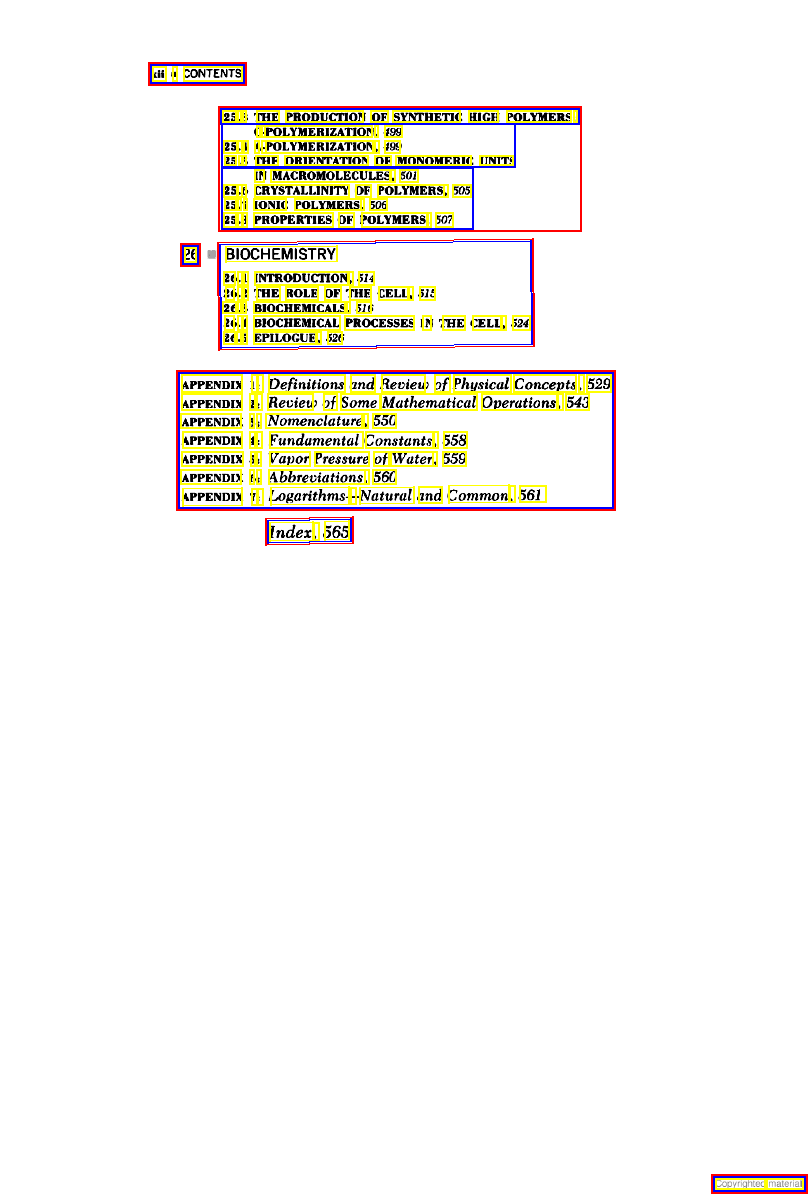 CONTENTS
25.3 THE PRODUCTION OF SYNTHETIC HIGH POLYMERS
-POLYMERIZATION, 499
25.4 -POLYMERIZATION, 499
25.5 THE ORIENTATION OF MONOMERIC UNITS
IN MACROMOLECULES, 501
25.6 CRYSTALLINITY OF POLYMERS, 505
25.7 IONIC POLYMERS, 506
25.8 PROPERTIES OF POLYMERS 507
26 ■ BIOCHEMISTRY
26.1 INTRODUCTION, 514
26.2 THE ROLE OF THE CELL, 515
26.3 BIOCHEMICALS, 516
26.4 BIOCHEMICAL PROCESSES IN THE CELL, 524
26.5 EPILOGUE, 526
APPENDIX 1: Definitions and Review of Physical Concepts, 529
APPENDIX 2: Review of Some Mathematical Operations, 543
APPENDIX 3: Nomenclature, 550
APPENDIX 4: Fundamental Constants, 558
APPENDIX 5: Vapor Pressure of Water, 559
APPENDIX 6: Abbreviations, 560
APPENDIX 7: Logarithms—Natural and Common, 561
Index, 565
Copyrighted material